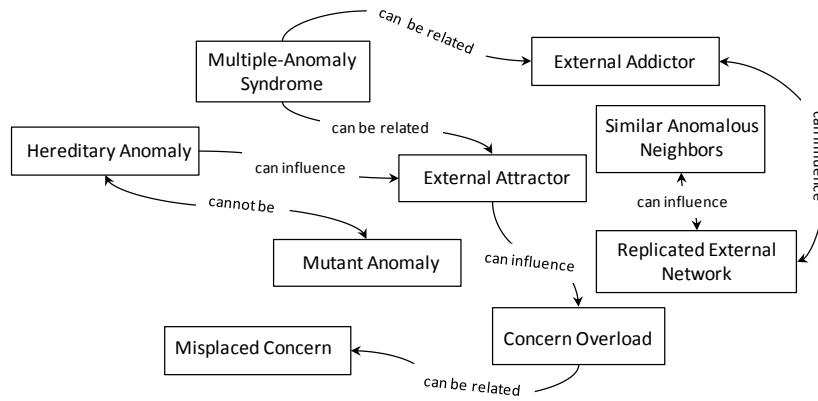 can be related
Multiple-Anomaly
Syndrome
External Addictor
can be related
can influence
Similar Anomalous
Neighbors
Hereditary Anomaly
can influence
External Attractor
can influence
cannot be
Mutant Anomaly
can influence
Replicated External
Network
Concern Overload
Misplaced Concern
can be related